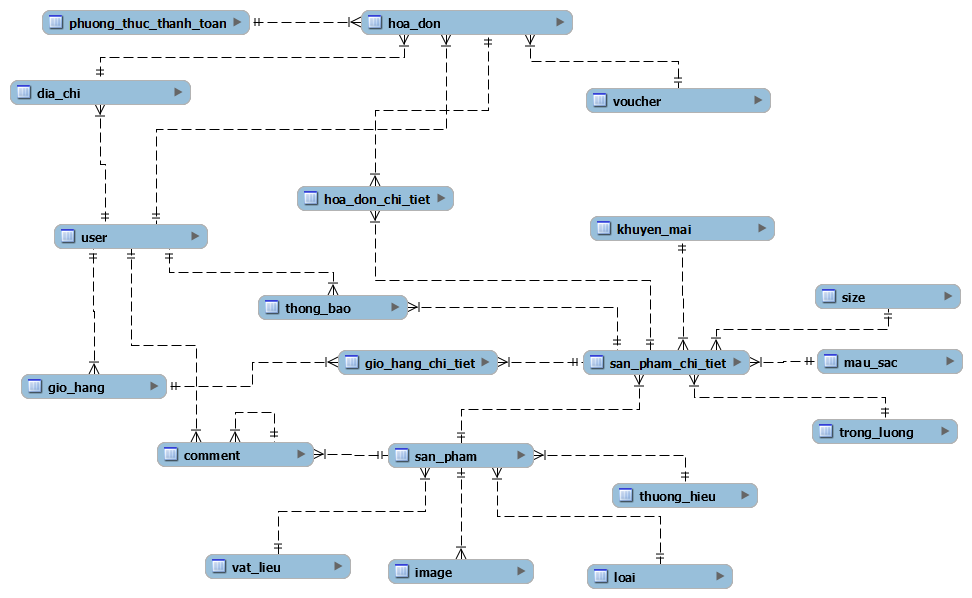 phuong_thuc_thanh_toan
hoa_don
dia_chi
voucher
hoa_don_chi_tiet
khuyen_mai
user
size
thong_bao
gio_hang_chi_tiet
san_pham_chi_tiet
mau_sac
gio_hang
trong_luong
comment
san_pham
thuong_hieu
vat_lieu
image
loai